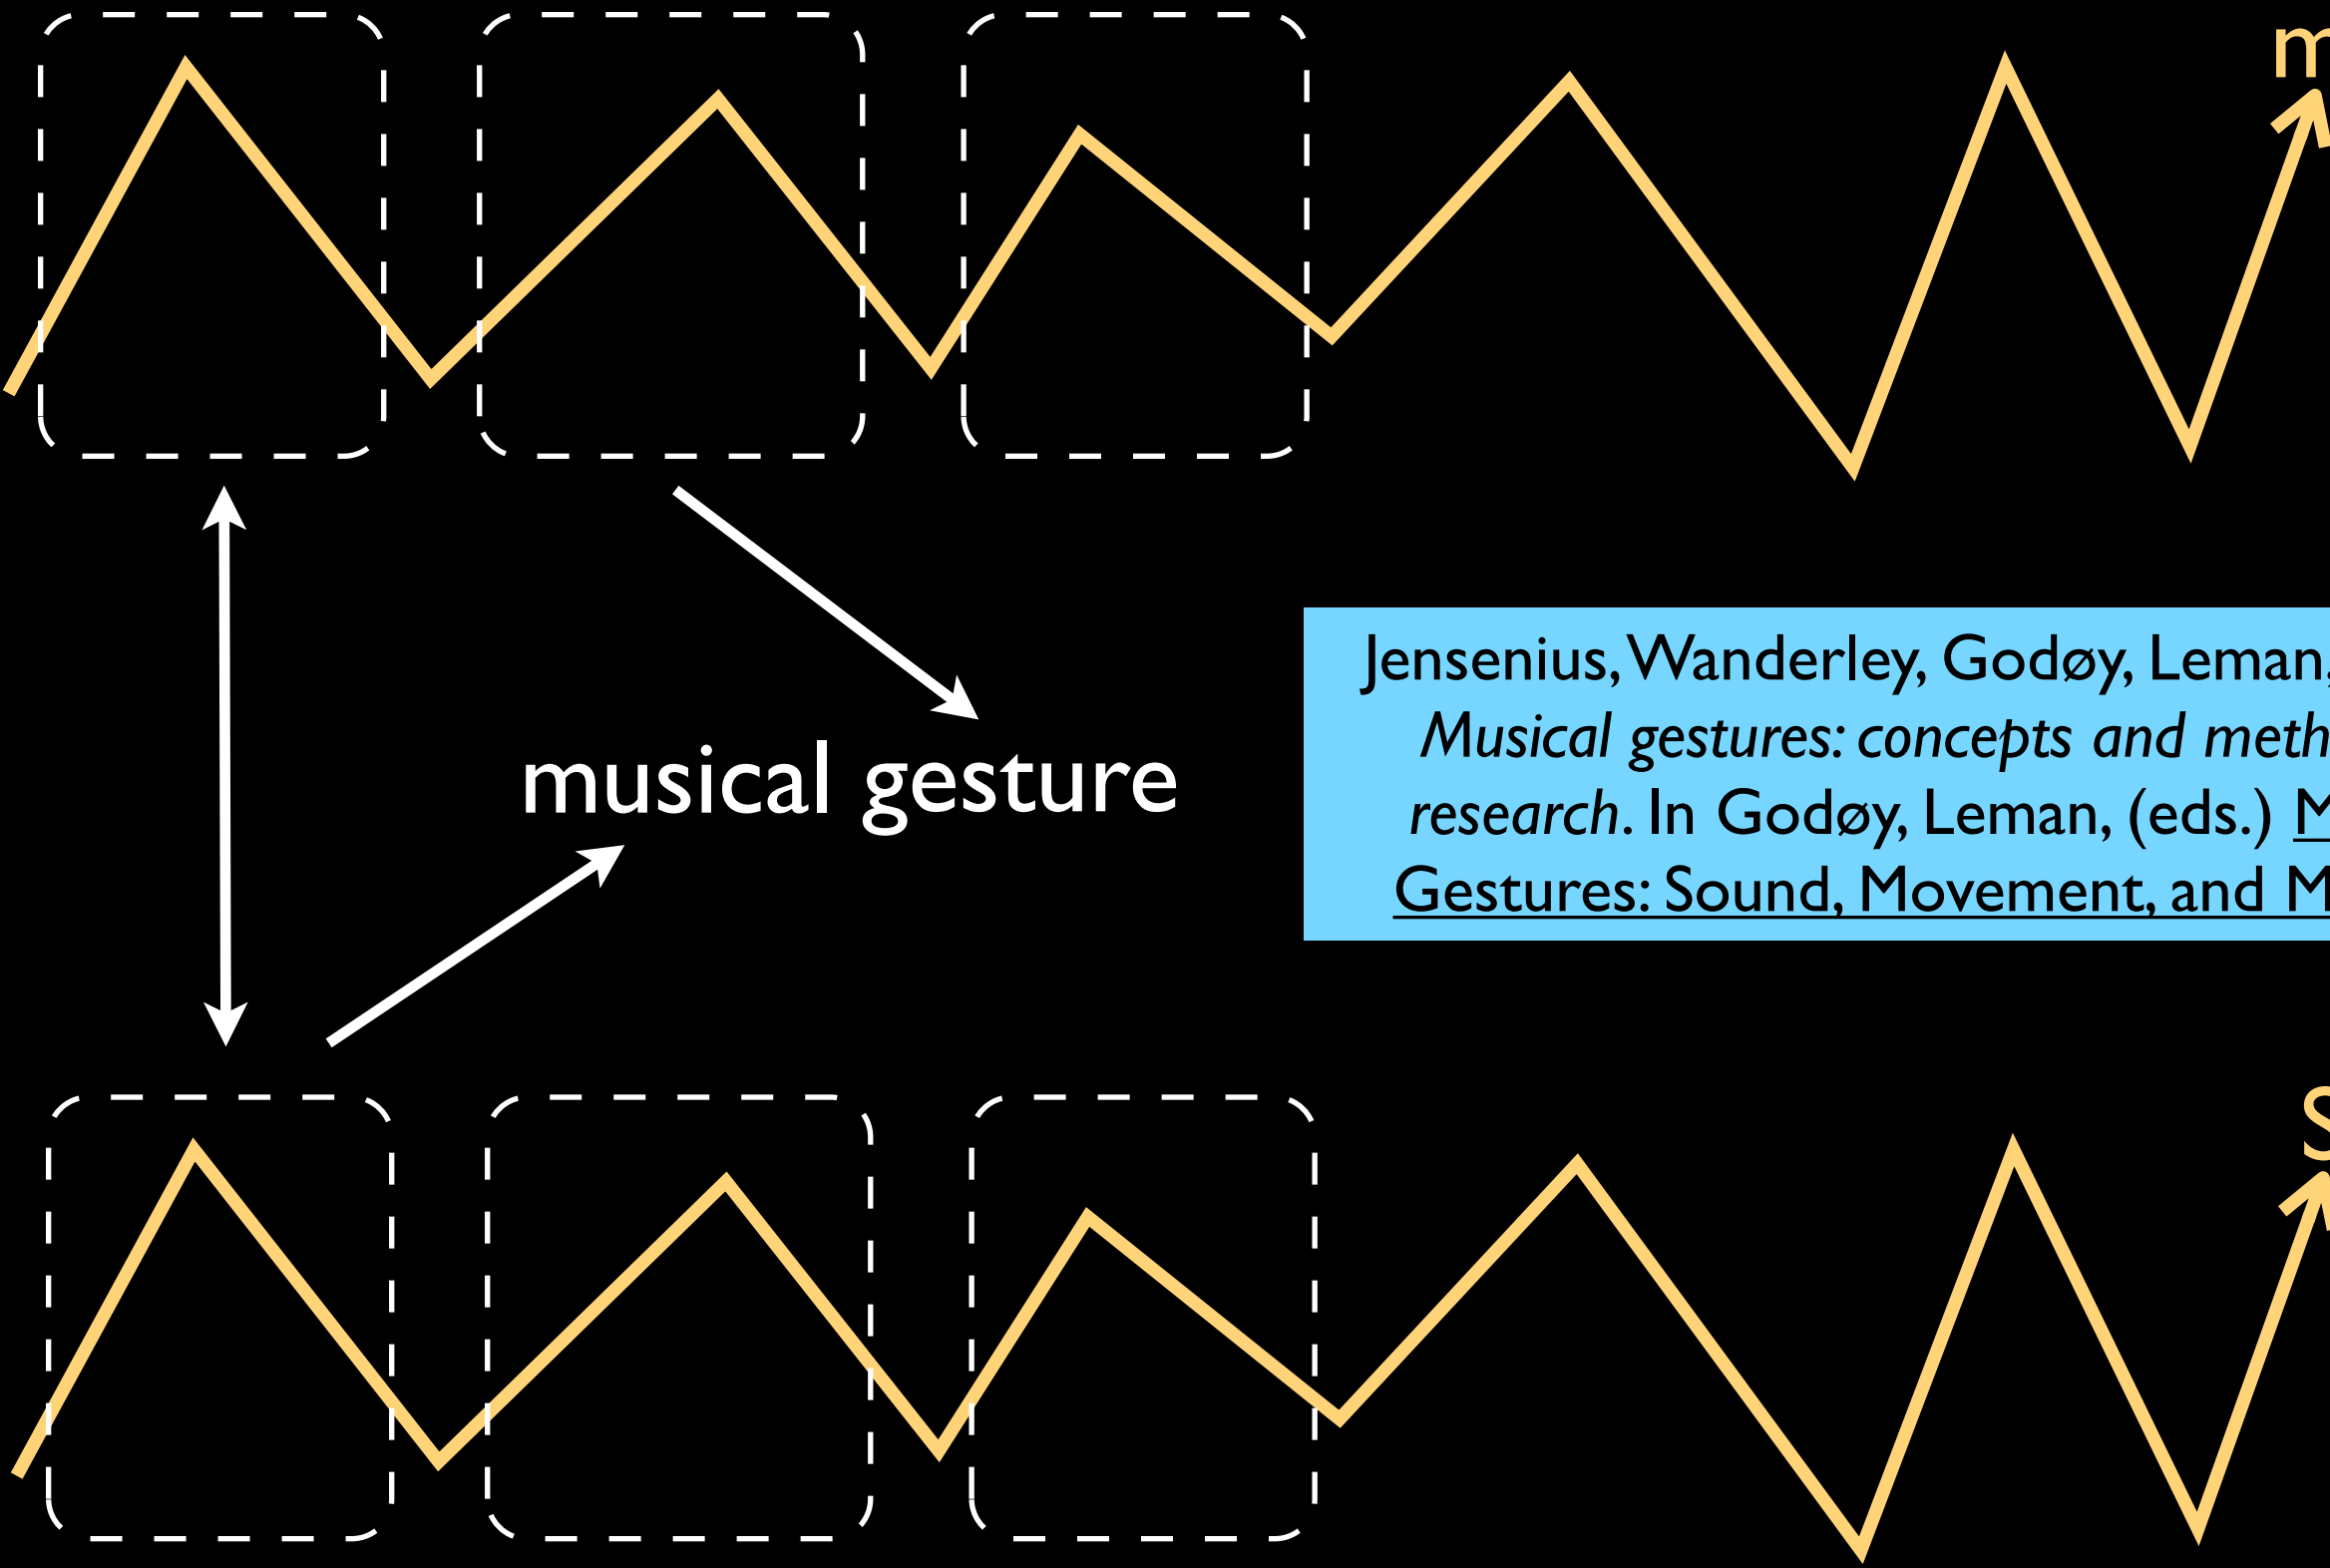 m
musical gesture
Jensenius, Wanderley, Godøy, Leman,
Musical gestures: concepts and meth
research. In Godøy, Leman, (eds.) M
Gestures: Sound, Movement, and M
S